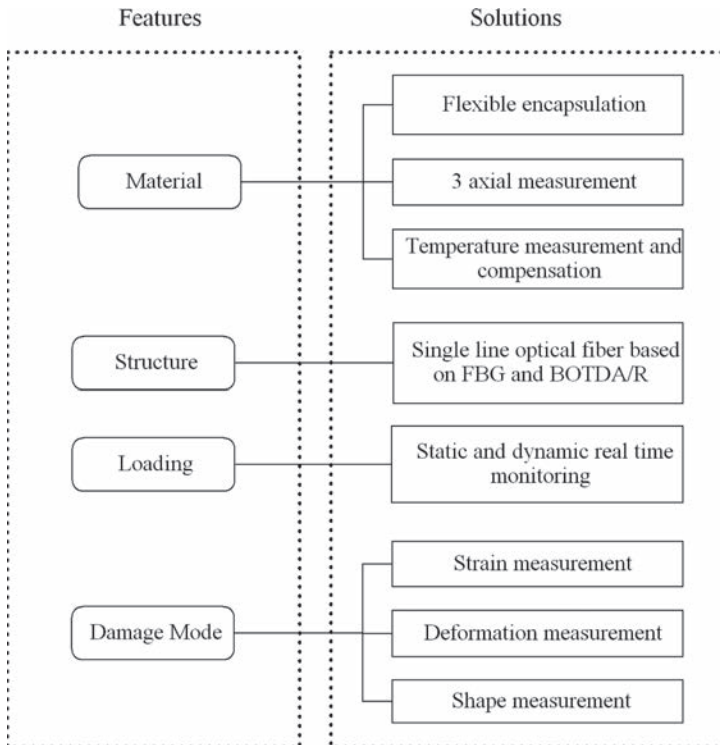 Features
Solutions
Flexible encapsulation
Material
3 axial measurement
Temperature measurement and
compensation
Structure
Single line optical fiber based
on FBG and BOTDA/R
Loading
Static and dynamic real time
monitoring
Strain measurement
Damage Mode
Deformation measurement
Shape measurement